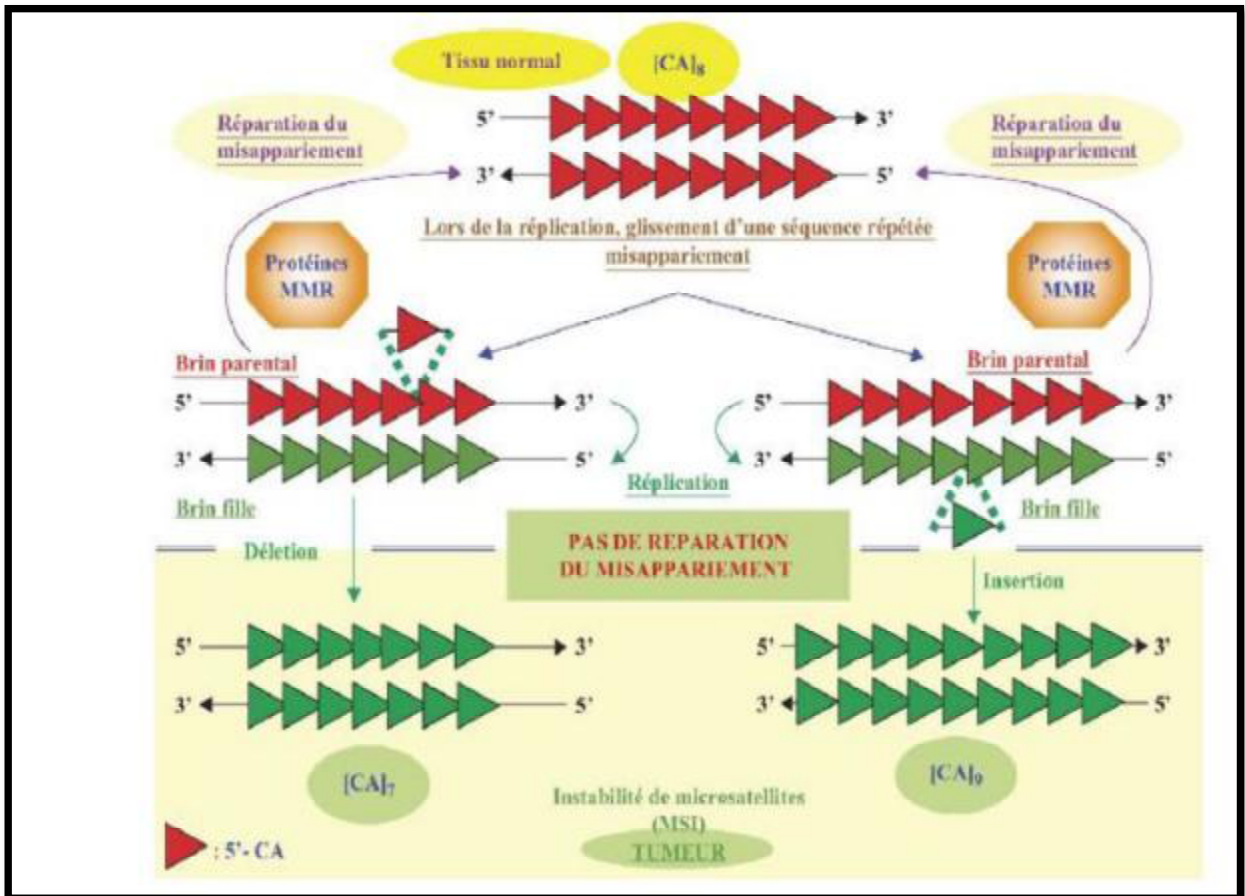 Tissu normal
[CA]8
5’
3’
3’
5’
Réparation du
misappariement
Réparation du
misappariement
Lors de la réplication, glissement d’une séquence répétée
misappariement
Protéines
MMR
Protéines
MMR
Brin parental
Brin parental
5’
3’
5’
3’
3’
5’
3’
5’
Réplication
Brin fille
Brin fille
Déletion
PAS DE REPARATION
DU MISAPPARIEMENT
Insertion
5’
3’
5’
3’
3’
5’
3’
5’
[CA]7
[CA]9
Instabilité de microsatellites
(MSI)
TUMEUR
: 5’- CA